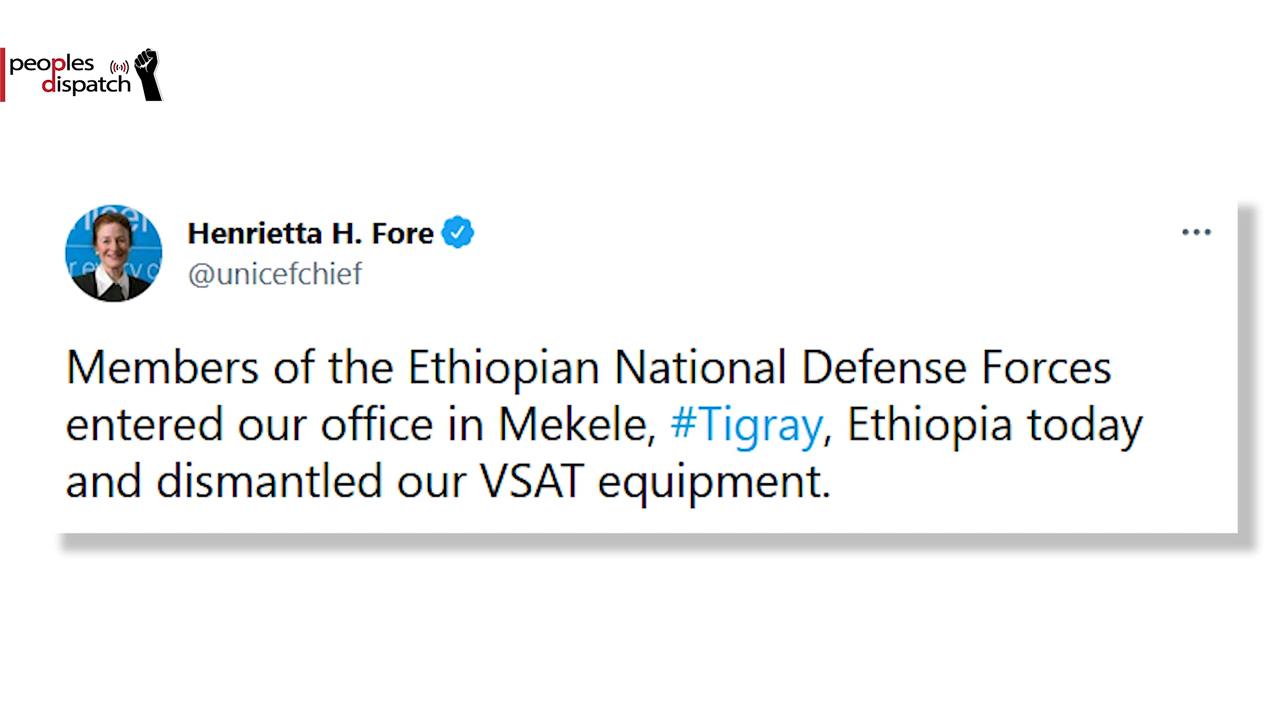 peoples
dispatch
Henrietta H. Fore
@unicefchief
Members of the Ethiopian National Defense Forces
entered our office in Mekele, #Tigray, Ethiopia today
and dismantled our VSAT equipment.